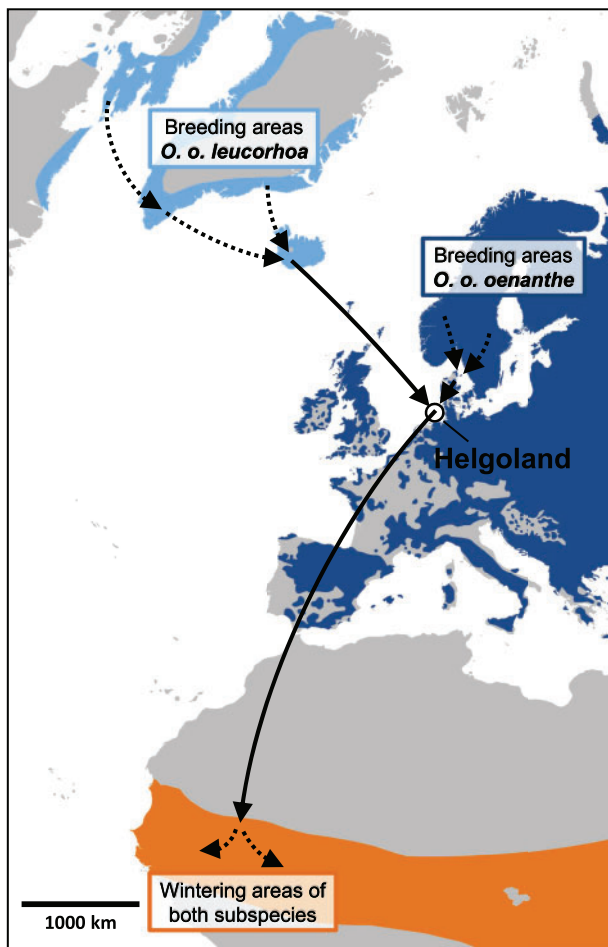 Breeding areas
O. o. leucorhoa
Breeding areas
O. o. oenanthe
Helgoland
Wintering areas of
both subspecies
1000 km